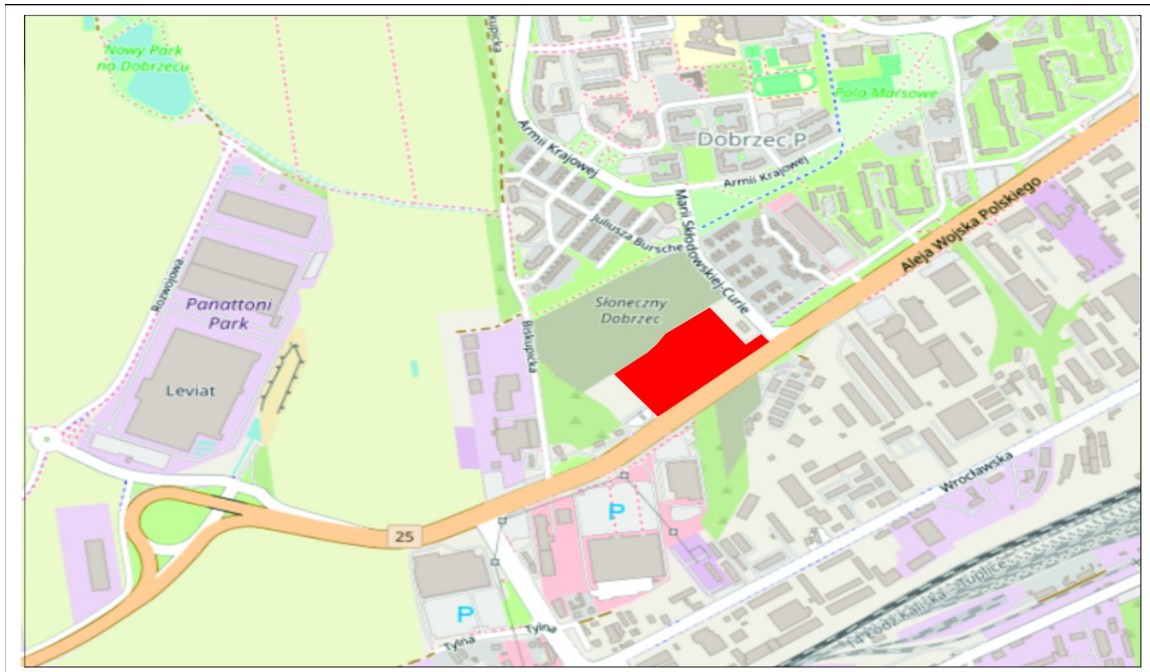 Nowy Park
na Dobrzecu
Biskupicka
Pola Marsowe
Dobrzec P
Armii Krajowej
Armii Krajowej
Marii Skłodowskiej-Curie
Juliusza Bursche
Aleja Wojska Polskiego
Rozwojowa
Panattoni
Park
Słoneczny
Dobrzec
Biskupicka
Leviat
Wrocławska
P
25
P
Tylna
Tylna
14 Łódź Kaliska - Tuplice